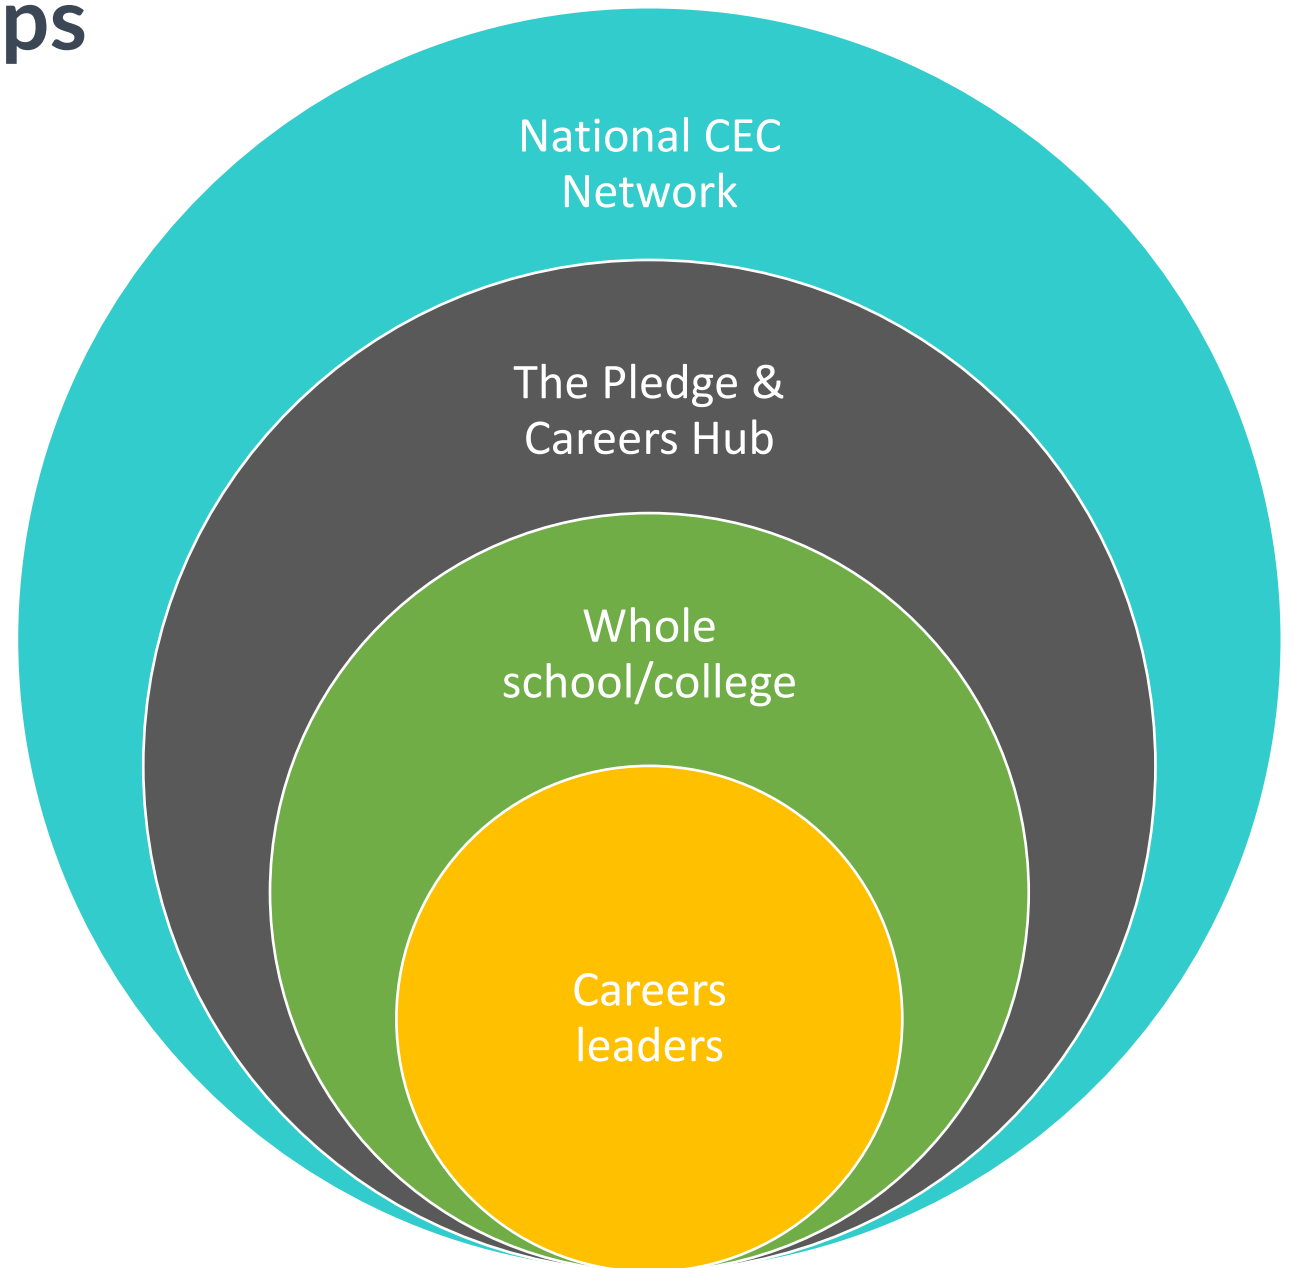 ps
National CEC
Network
The Pledge &
Careers Hub
Whole
school/college
Careers
leaders